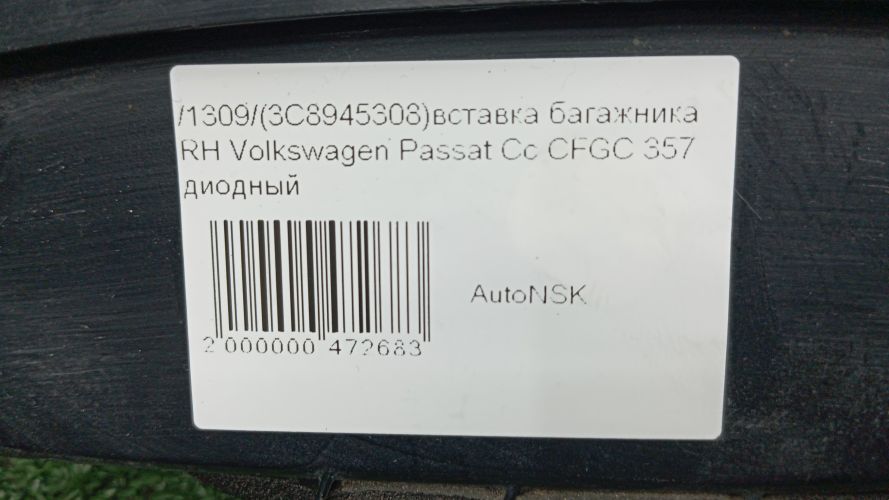 /1309/(3C8945308)вставка багажника
RH Volkswagen Passat Cc CFGC 357
диодный
AutoNSK
2 000000 472683